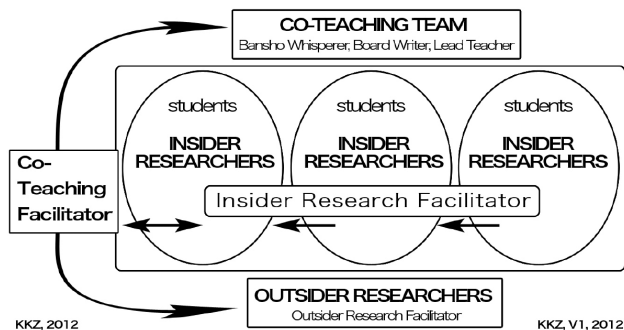 CO-TEACHING TEAM
Bansho Whisperer, Board Writer, Lead Teacher
students
INSIDER
RESEARCHERS
students
INSIDER
RESEARCHERS
students
INSIDER
RESEARCHERS
Co-
Teaching
Facilitator
Insider Research Facilitator
OUTSIDER RESEARCHERS
Outsider Research Facilitator
KKZ, 2012
KKZ, V1, 2012